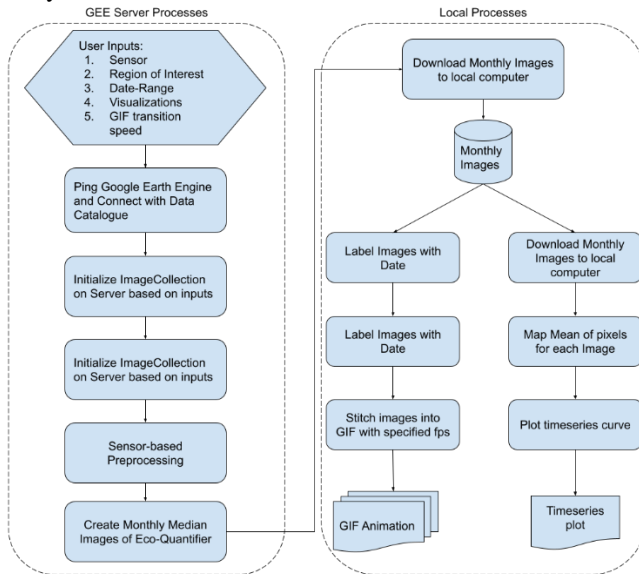 GEE Server Processes
User Inputs:
1. Sensor
2. Region of Interest
3. Date-Range
4. Visualizations
5. GIF transition
speed
Ping Google Earth Engine
and Connect with Data
Catalogue
Initialize ImageCollection
on Server based on inputs
Initialize ImageCollection
on Server based on inputs
Sensor-based
Preprocessing
Create Monthly Median
Images of Eco-Quantifier
Local Processes
Download Monthly Images
to local computer
Monthly
Images
Label Images with
Date
Label Images with
Date
Stitch images into
GIF with specified fps
GIF Animation
Download Monthly
Images to local
computer
Map Mean of pixels
for each Image
Plot timeseries curve
Timeseries
plot